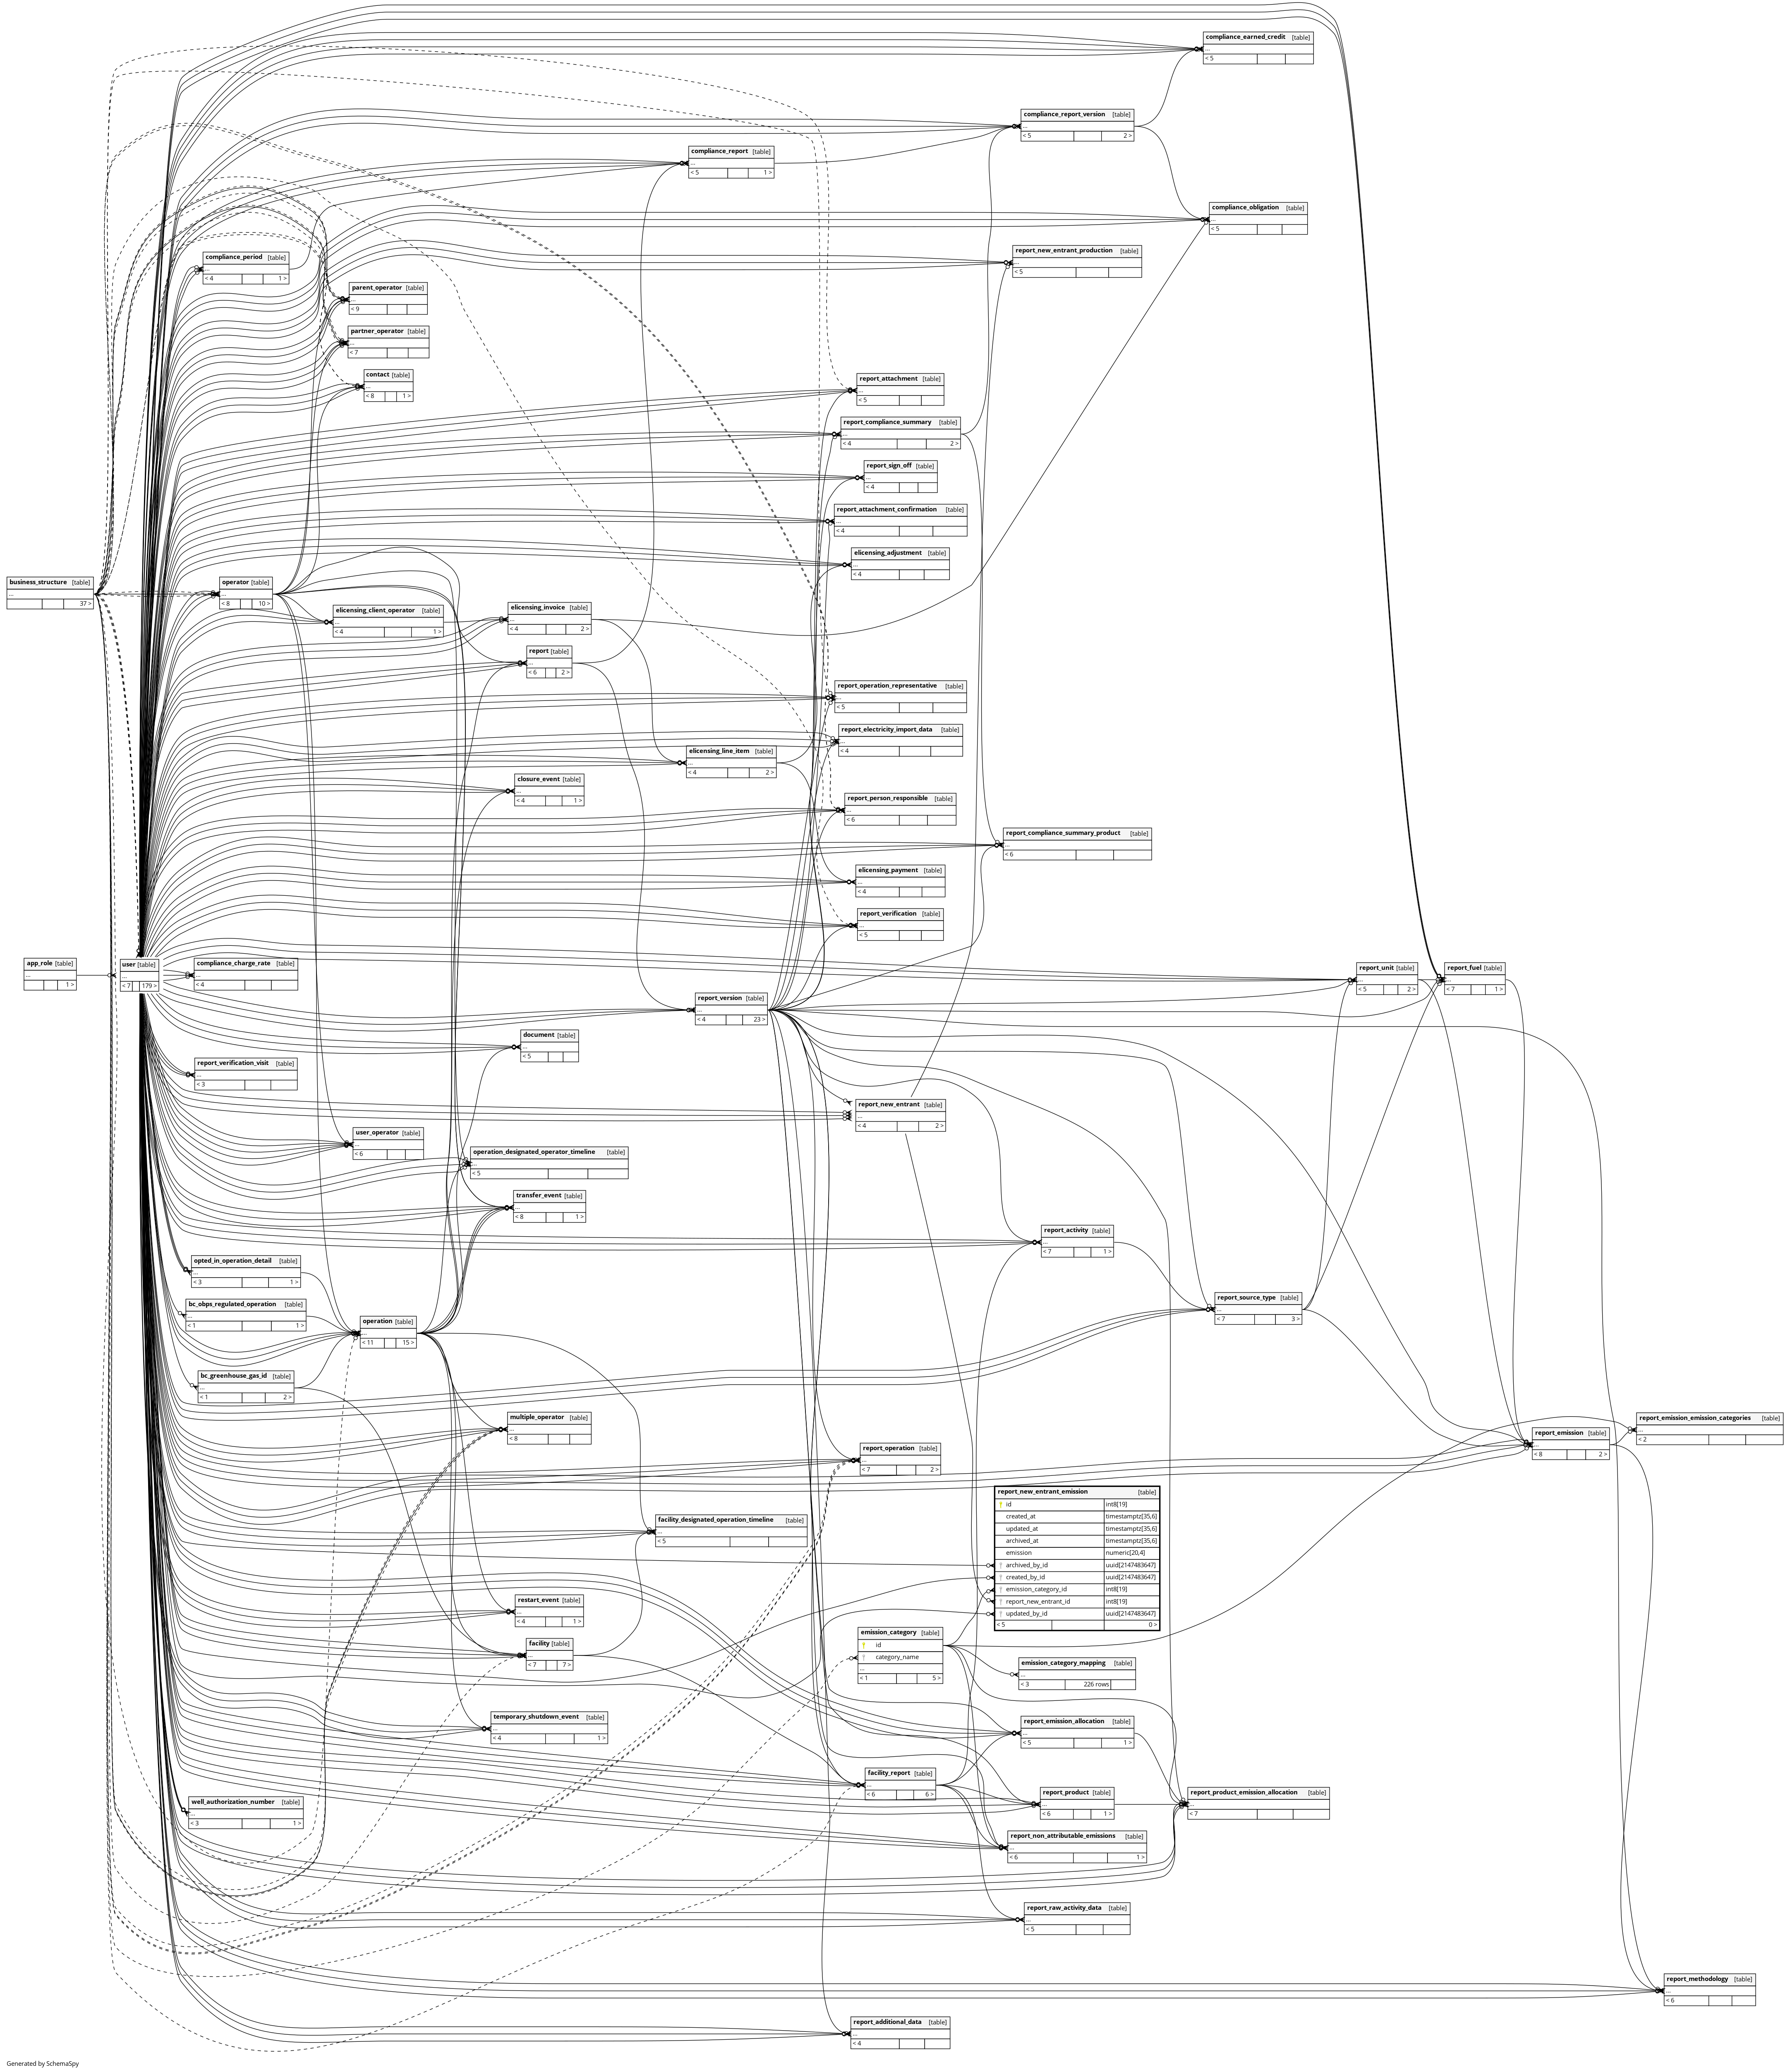 compliance_earned_credit [table]
...
< 5
compliance_report_version [table]
...
< 5 2 >
compliance_report [table]
...
< 5 1 >
compliance_obligation [table]
...
< 5
report_new_entrant_production [table]
...
< 5
compliance_period [table]
...
< 4 1 >
parent_operator [table]
...
< 9
partner_operator [table]
...
< 7
contact [table]
...
< 8 1 >
report_attachment [table]
...
< 5
report_compliance_summary [table]
...
< 4 2 >
report_sign_off [table]
...
< 4
report_attachment_confirmation [table]
...
< 4
elicensing_adjustment [table]
...
< 4
business_structure [table]
...
37 >
operator [table]
...
< 8 10 >
elicensing_client_operator [table]
...
< 4 1 >
elicensing_invoice [table]
...
< 4 2 >
report [table]
...
< 6 2 >
report_operation_representative [table]
...
< 5
report_electricity_import_data [table]
...
< 4
elicensing_line_item [table]
...
< 4 2 >
closure_event [table]
...
< 4 1 >
report_person_responsible [table]
...
< 6
report_compliance_summary_product [table]
...
< 6
elicensing_payment [table]
...
< 4
report_verification [table]
...
< 5
app_role [table]
...
1 >
user [table]
...
< 7 179 >
compliance_charge_rate [table]
...
< 4
report_unit [table]
...
< 5 2 >
report_fuel [table]
...
< 7 1 >
report_version [table]
...
< 4 23 >
document [table]
...
< 5
report_verification_visit [table]
...
< 3
report_new_entrant [table]
...
< 4 2 >
user_operator [table]
...
< 6
operation_designated_operator_timeline [table]
...
< 5
transfer_event [table]
...
< 8 1 >
report_activity [table]
...
< 7 1 >
opted_in_operation_detail [table]
...
< 3 1 >
report_source_type [table]
...
< 7 3 >
bc_obps_regulated_operation [table]
...
< 1 1 >
operation [table]
...
< 11 15 >
bc_greenhouse_gas_id [table]
...
< 1 2 >
multiple_operator [table]
...
< 8
report_emission_emission_categories [table]
...
< 2
report_emission [table]
...
< 8 2 >
report_operation [table]
...
< 7 2 >
report_new_entrant_emission [table]
id int8[19]
created_at timestamptz[35,6]
updated_at timestamptz[35,6]
archived_at timestamptz[35,6]
emission numeric[20,4]
archived_by_id uuid[2147483647]
created_by_id uuid[2147483647]
emission_category_id int8[19]
report_new_entrant_id int8[19]
updated_by_id uuid[2147483647]
< 5 0 >
facility_designated_operation_timeline [table]
...
< 5
restart_event [table]
...
< 4 1 >
emission_category [table]
id
category_name
...
< 1 5 >
facility [table]
...
< 7 7 >
emission_category_mapping [table]
...
< 3 226 rows
temporary_shutdown_event [table]
...
< 4 1 >
report_emission_allocation [table]
...
< 5 1 >
facility_report [table]
...
< 6 6 >
report_product [table]
...
< 6 1 >
report_product_emission_allocation [table]
...
< 7
well_authorization_number [table]
...
< 3 1 >
report_non_attributable_emissions [table]
...
< 6 1 >
report_raw_activity_data [table]
...
< 5
report_methodology [table]
...
< 6
report_additional_data [table]
...
< 4
Generated by SchemaSpy